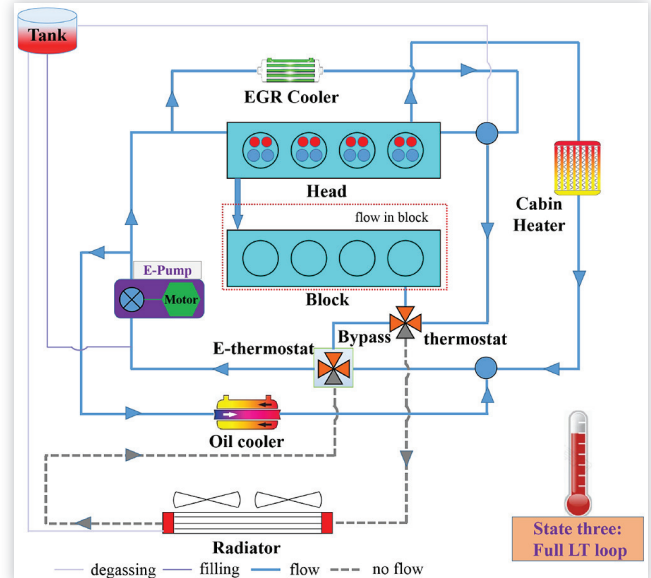 Tank
EGR Cooler
Head
Cabin
Heater
flow in block
E-Pump
Motor
Block
Bypass
thermostat
E-thermostat
Oil cooler
Radiator
State three:
Full LT loop
degassing
filling
flow
no flow